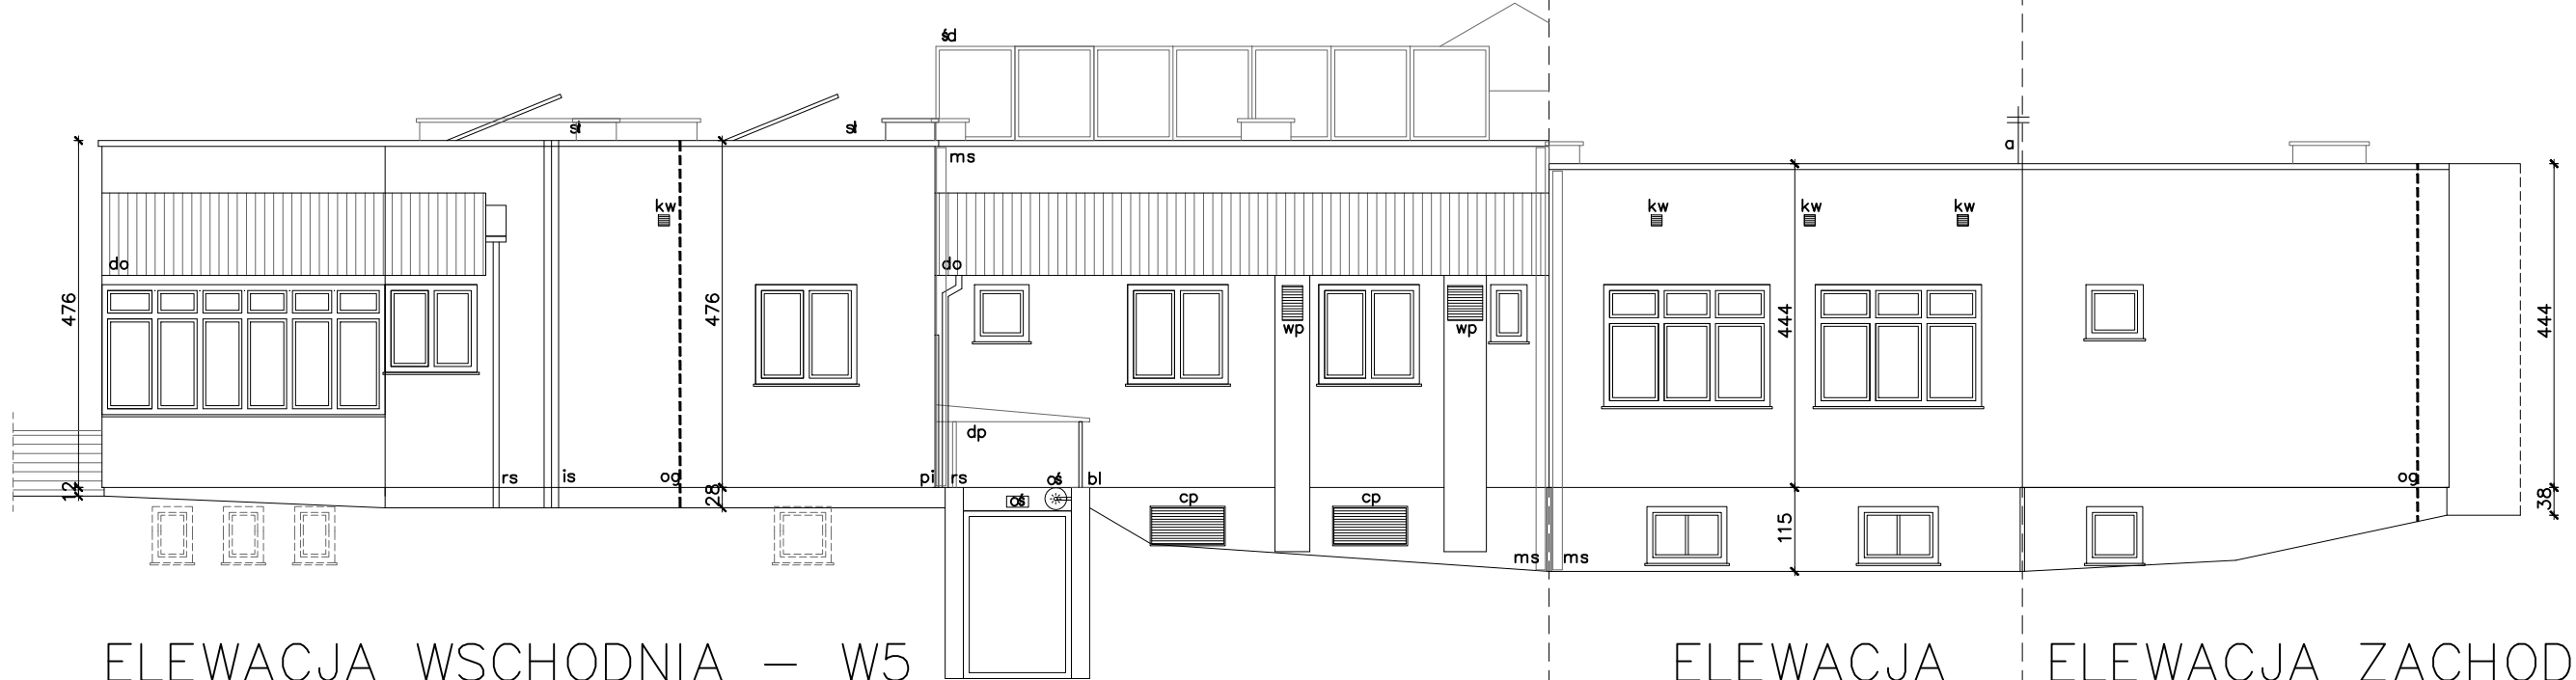 śd
sł
sł
ms
a
kw
kw
kw
kw
do
do
476
476
444
444
wp
wp
dp
rs
is
og
pi
rs
oś
bl
og
12
28
oś
cp
cp
38
115
ms
ms
ELEWACJA WSCHODNIA – W5
ELEWACJA
ELEWACJA ZACHOD